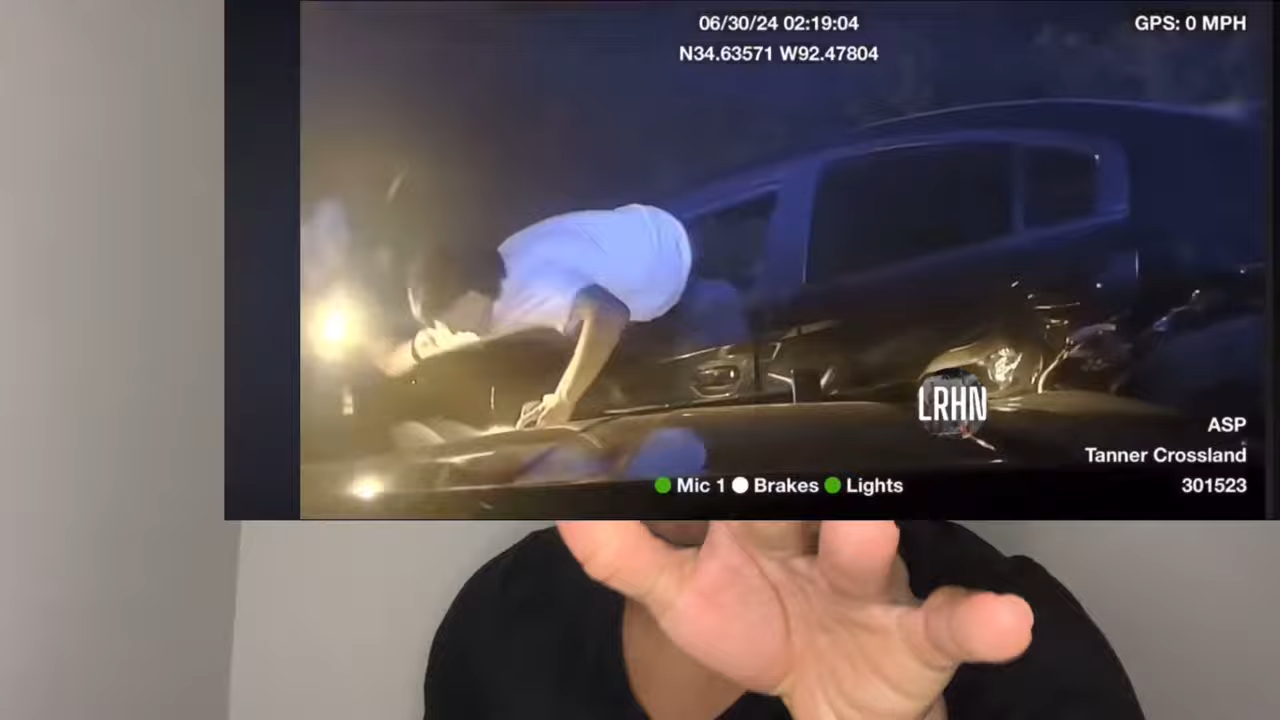 06/30/24 02:19:04
GPS: 0 MPH
N34.63571 W92.47804
LRHN
ASP
Tanner Crossland
301523
Mic 1 Brakes Lights